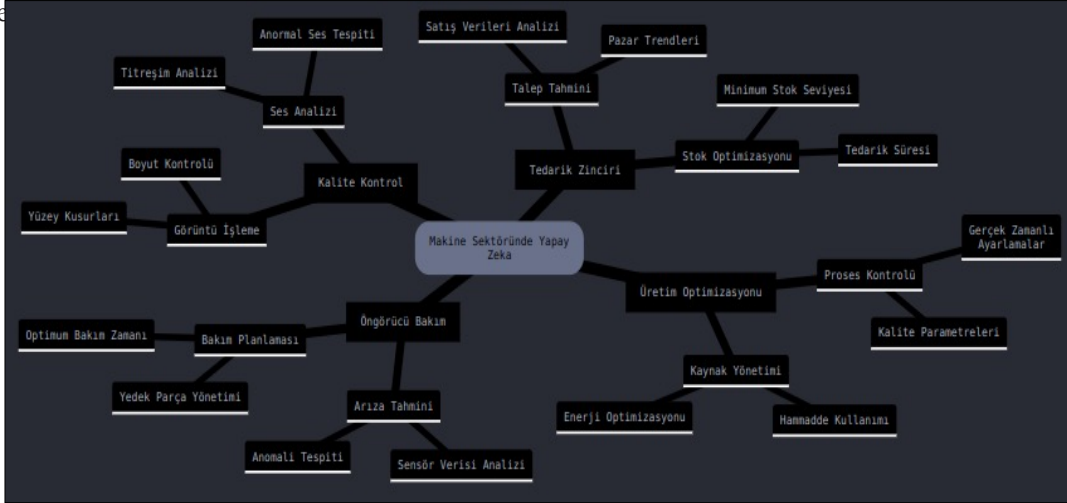 Makine Sektöründe Yapay
Zeka
Kalite Kontrol
Ses Analizi
Anormal Ses Tespiti
Titreşim Analizi
Görüntü İşleme
Boyut Kontrolü
Yüzey Kusurları
Tedarik Zinciri
Talep Tahmini
Satış Verileri Analizi
Pazar Trendleri
Stok Optimizasyonu
Minimum Stok Seviyesi
Tedarik Süresi
Üretim Optimizasyonu
Proses Kontrolü
Gerçek Zamanlı
Ayarlamalar
Kalite Parametreleri
Kaynak Yönetimi
Enerji Optimizasyonu
Hammadde Kullanımı
Öngörücü Bakım
Bakım Planlaması
Optimum Bakım Zamanı
Yedek Parça Yönetimi
Arıza Tahmini
Anomali Tespiti
Sensör Verisi Analizi